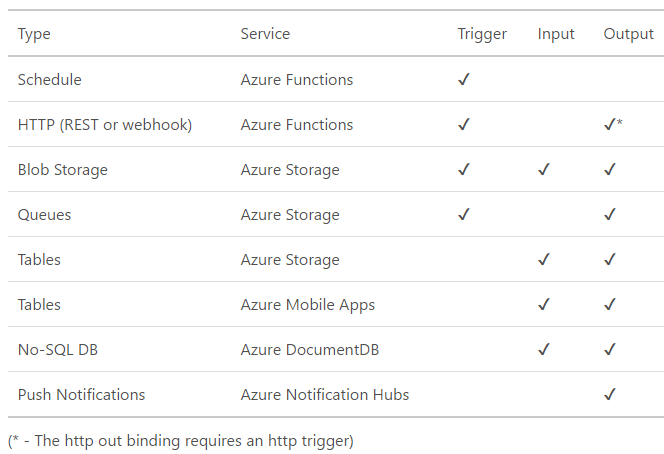 Type Service Trigger Input Output
Schedule Azure Functions ✓
HTTP (REST or webhook) Azure Functions ✓ ✓*
Blob Storage Azure Storage ✓ ✓ ✓
Queues Azure Storage ✓ ✓
Tables Azure Storage ✓ ✓
Tables Azure Mobile Apps ✓ ✓
No-SQL DB Azure DocumentDB ✓ ✓
Push Notifications Azure Notification Hubs ✓
(* - The http out binding requires an http trigger)